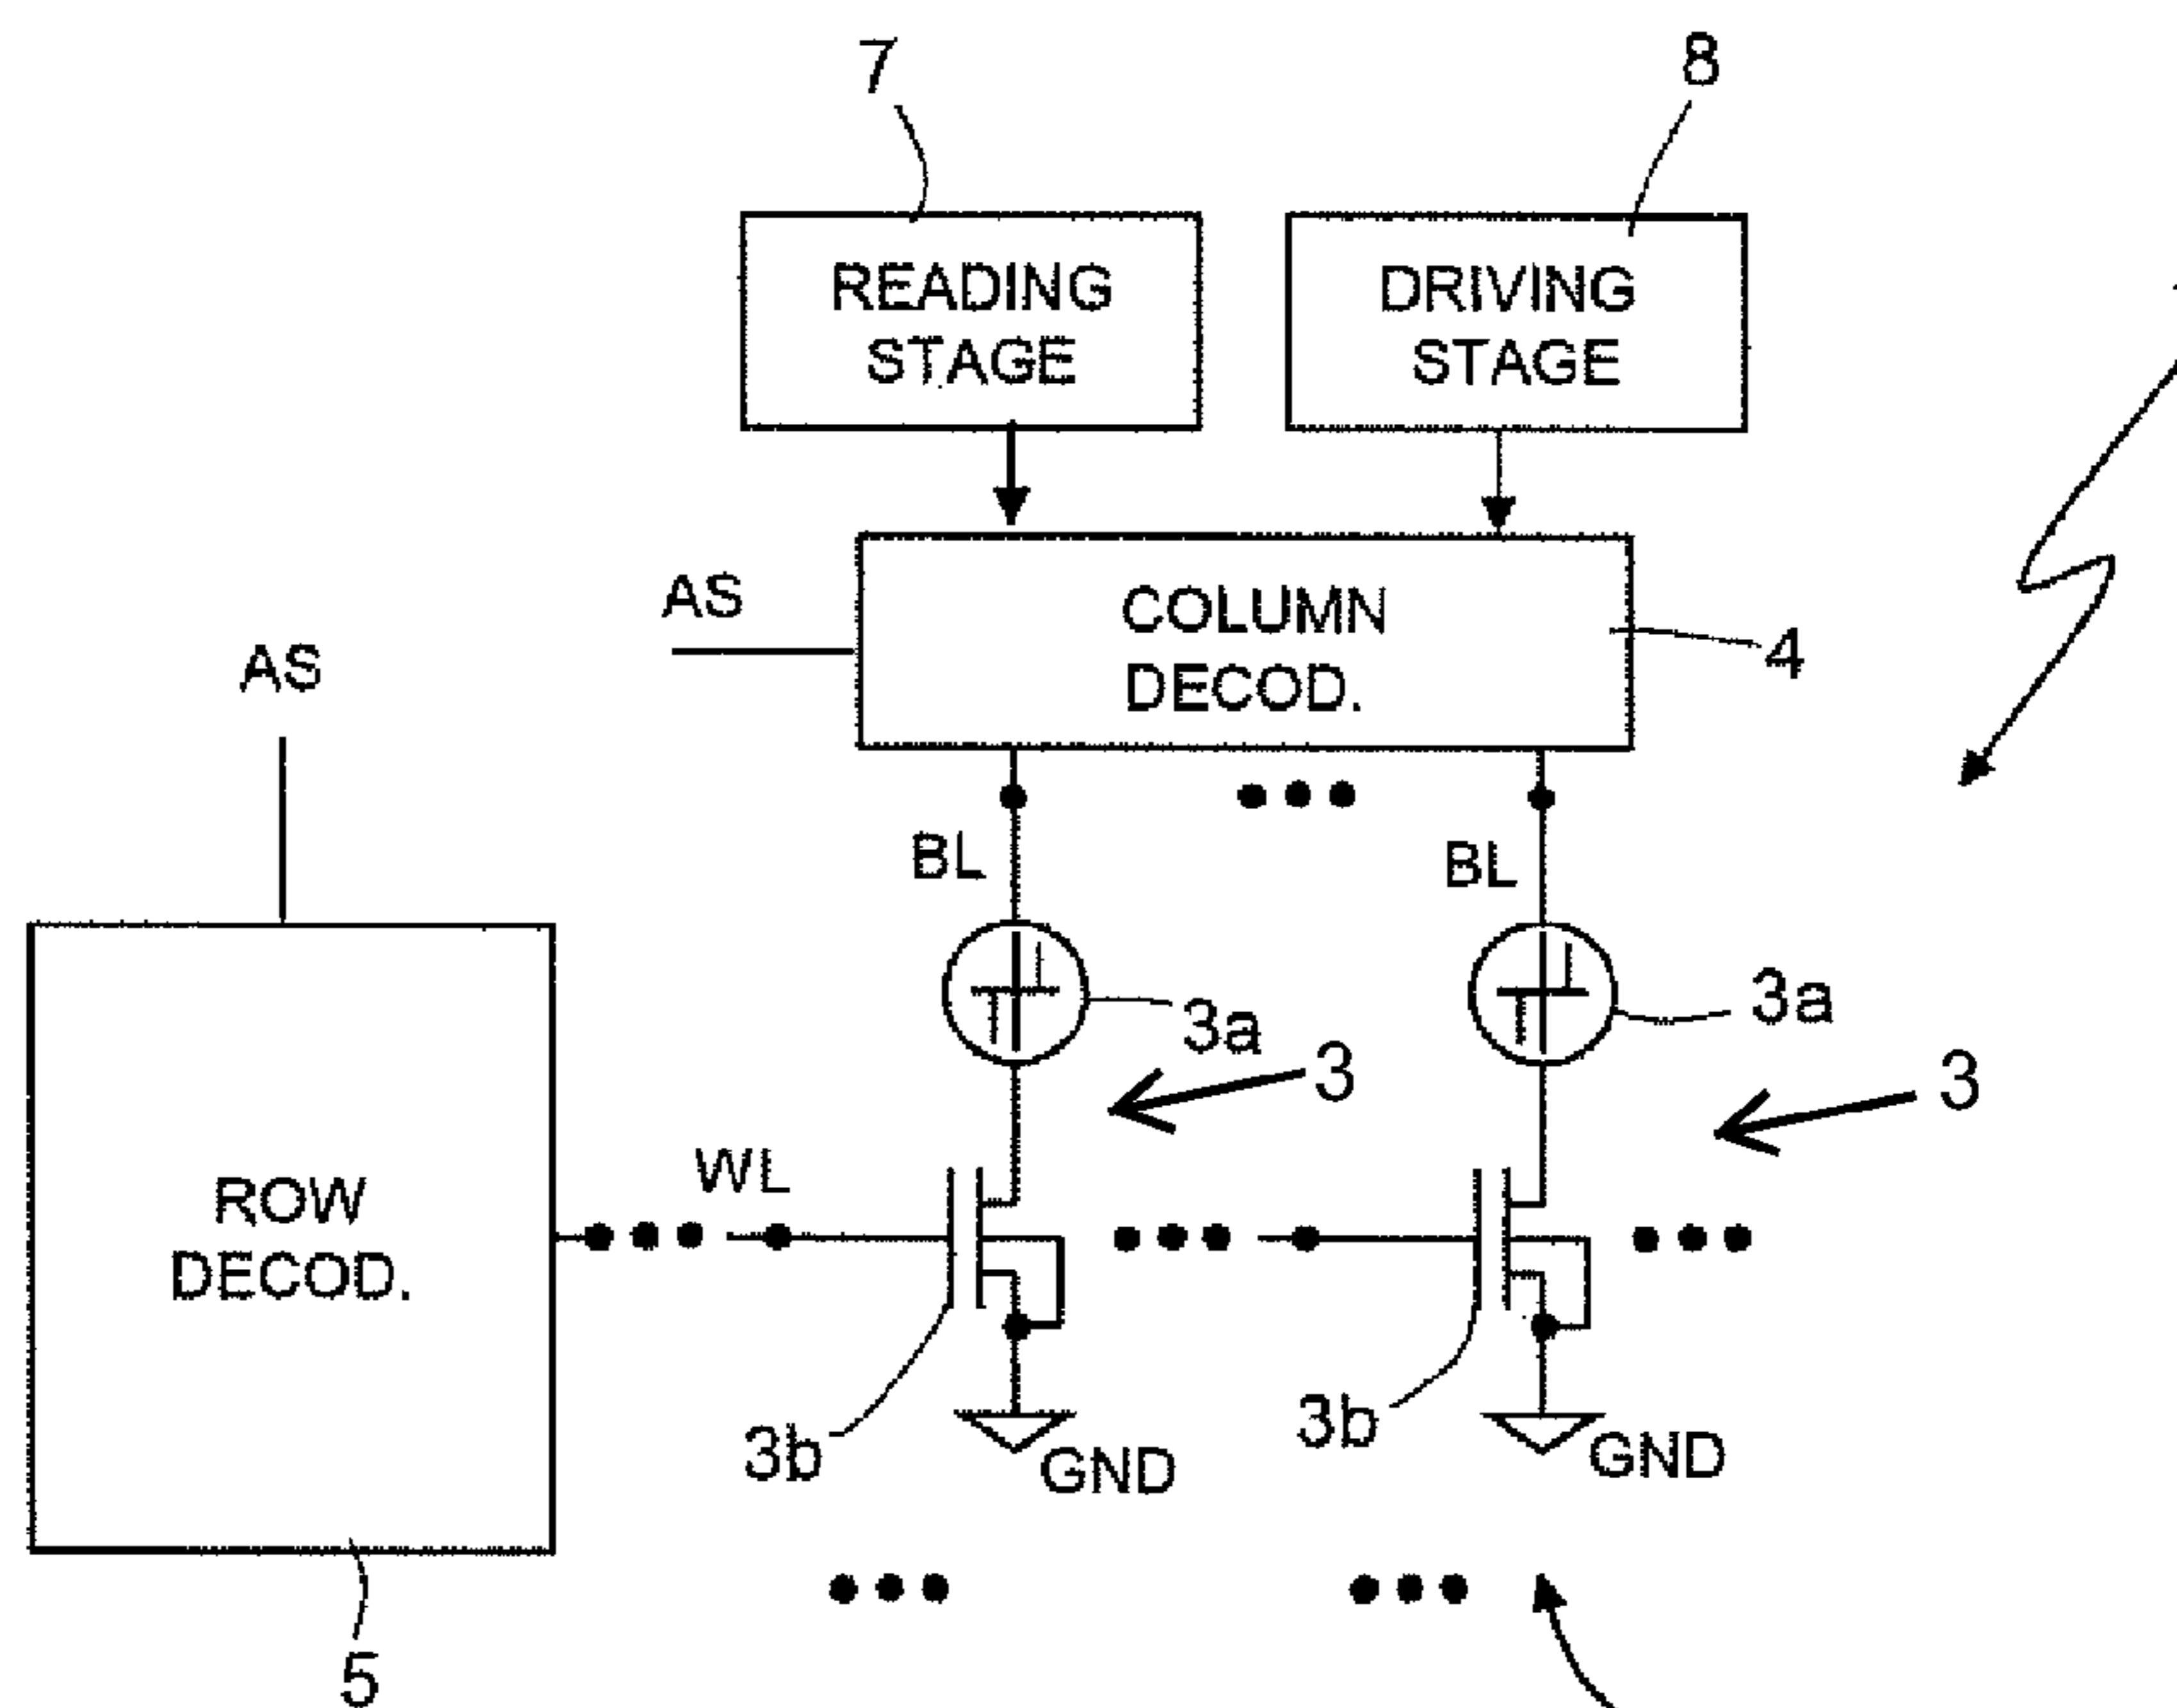 7
8
READING
STAGE
DRIVING
STAGE
AS
COLUMN
DECOD.
4
AS
BL
BL
3a
3a
3
3
WL
ROW
DECOD.
3b
3b
GND
GND
5